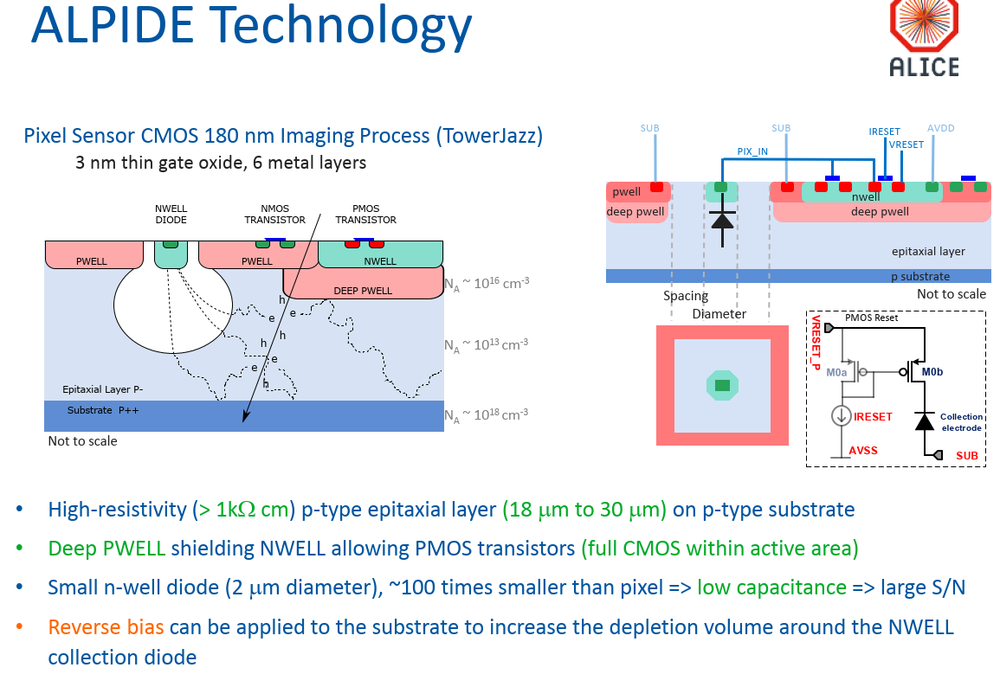 ALPIDE Technology
ALICE
Pixel Sensor CMOS 180 nm Imaging Process (TowerJazz)
3 nm thin gate oxide, 6 metal layers
NWELL
DIODE
NMOS
TRANSISTOR
PMOS
TRANSISTOR
PWELL
PWELL
NWELL
DEEP PWELL
h
e
e
h
h
e
e
h
Epitaxial Layer P-
Substrate P++
Not to scale
N_A ~ 10^16 cm^-3
N_A ~ 10^13 cm^-3
N_A ~ 10^18 cm^-3
SUB
SUB
IRESET
AVDD
VRESET
PIX_IN
pwell
nwell
deep pwell
deep pwell
epitaxial layer
p substrate
Not to scale
Spacing
Diameter
PMOS Reset
VRESET_P
M0a
M0b
IRESET
Collection
electrode
AVSS
SUB
• High-resistivity (> 1kΩ cm) p-type epitaxial layer (18 μm to 30 μm) on p-type substrate
• Deep PWELL shielding NWELL allowing PMOS transistors (full CMOS within active area)
• Small n-well diode (2 μm diameter), ~100 times smaller than pixel => low capacitance => large S/N
• Reverse bias can be applied to the substrate to increase the depletion volume around the NWELL
collection diode